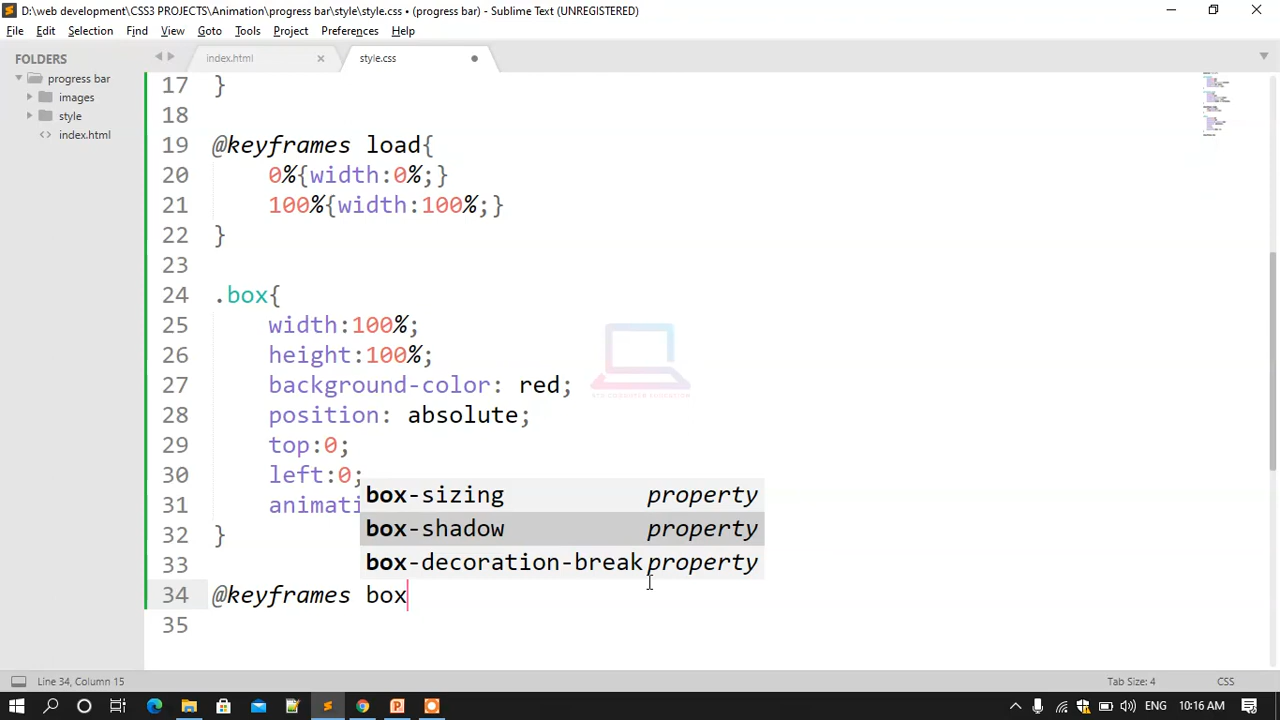 D:\web development\CSS3 PROJECTS\Animation\progress bar\style\style.css • (progress bar) - Sublime Text (UNREGISTERED)
File Edit Selection Find View Goto Tools Project Preferences Help
FOLDERS
progress bar
images
style
index.html
index.html
style.css
17 }
18
19 @keyframes load{
20 0%{width:0%;}
21 100%{width:100%;}
22 }
23
24 .box{
25 width:100%;
26 height:100%;
27 background-color: red;
28 position: absolute;
29 top:0;
30 left:0;
31 animati
32 }
33
34 @keyframes box
35
box-sizing property
box-shadow property
box-decoration-break property
Line 34, Column 15
Tab Size: 4
CSS
ENG
10:16 AM